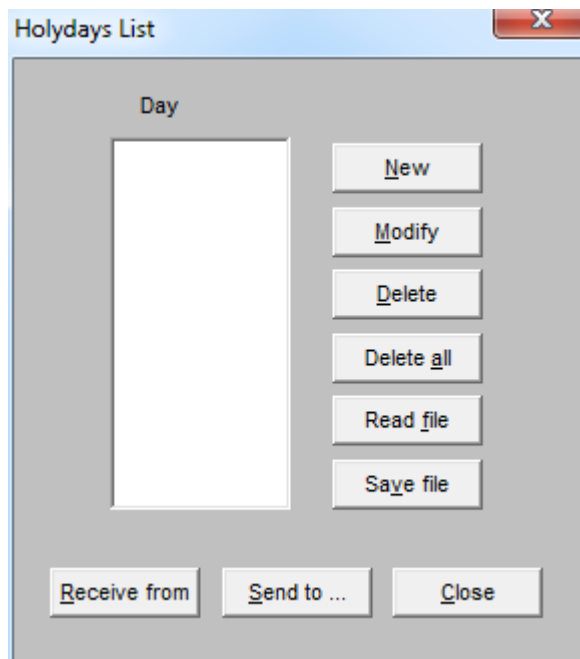 Holydays List
Day
New
Modify
Delete
Delete all
Read file
Save file
Receive from
Send to ...
Close